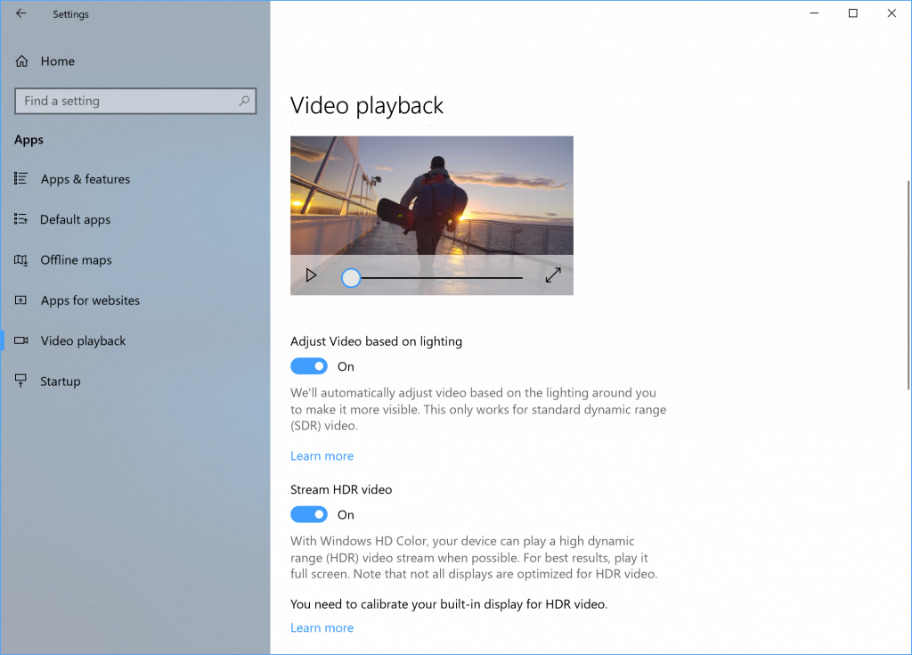 Settings
Home
Find a setting
Apps
Apps & features
Default apps
Offline maps
Apps for websites
Video playback
Startup
Video playback
Adjust Video based on lighting
On
We'll automatically adjust video based on the lighting around you
to make it more visible. This only works for standard dynamic range
(SDR) video.
Learn more
Stream HDR video
On
With Windows HD Color, your device can play a high dynamic
range (HDR) video stream when possible. For best results, play it
full screen. Note that not all displays are optimized for HDR video.
You need to calibrate your built-in display for HDR video.
Learn more